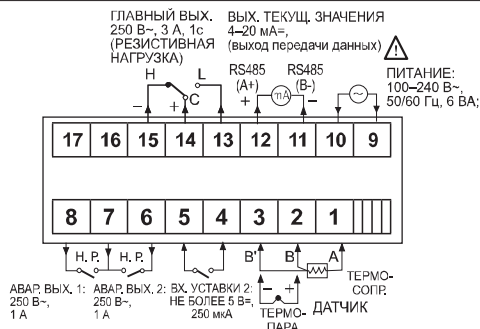 ГЛАВНЫЙ ВЫХ.
250 В~, 3 А, 1с
(РЕЗИСТИВНАЯ
НАГРУЗКА)
ВЫХ. ТЕКУЩ. ЗНАЧЕНИЯ
4–20 мА=,
(выход передачи данных)
ПИТАНИЕ:
100–240 В~,
50/60 Гц, 6 ВА;
H L
C
− +
RS485
(A+)
RS485
(B-)
+ mA −
~
17 16 15 14 13 12 11 10 9
8 7 6 5 4 3 2 1
Н. Р. Н. Р.
B' B A
− +
АВАР. ВЫХ. 1:
250 В~,
1 А
АВАР. ВЫХ. 2:
250 В~,
1 А
ВХ. УСТАВКИ 2:
НЕ БОЛЕЕ 5 В=,
250 мкА
ТЕРМО-
ПАРА
ТЕРМО-
СОПР.
ДАТЧИК